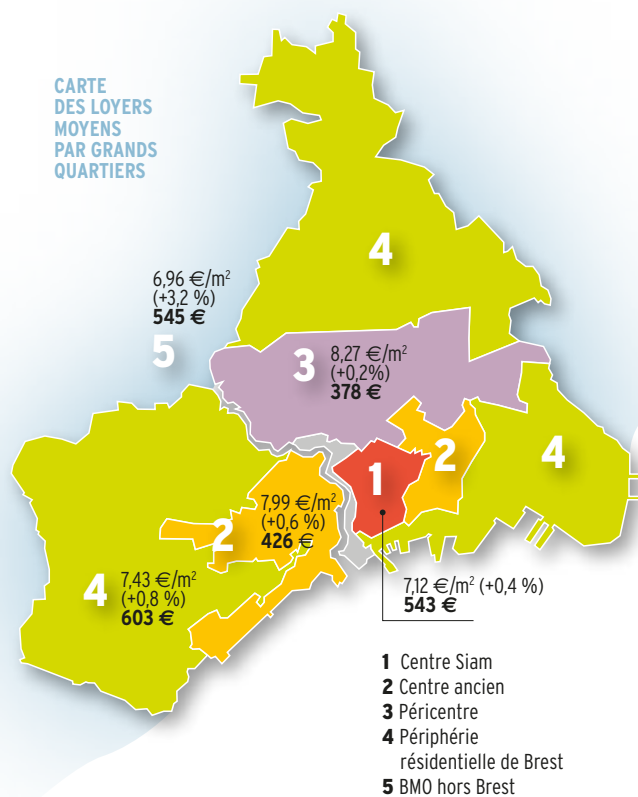 CARTE
DES LOYERS
MOYENS
PAR GRANDS
QUARTIERS
4
6,96 €/m²
(+3,2 %)
545 €
5
3
8,27 €/m²
(+0,2%)
378 €
2
4
1
7,99 €/m²
(+0,6 %)
426 €
2
4
7,43 €/m²
(+0,8 %)
603 €
7,12 €/m² (+0,4 %)
543 €
1 Centre Siam
2 Centre ancien
3 Péricentre
4 Périphérie
résidentielle de Brest
5 BMO hors Brest